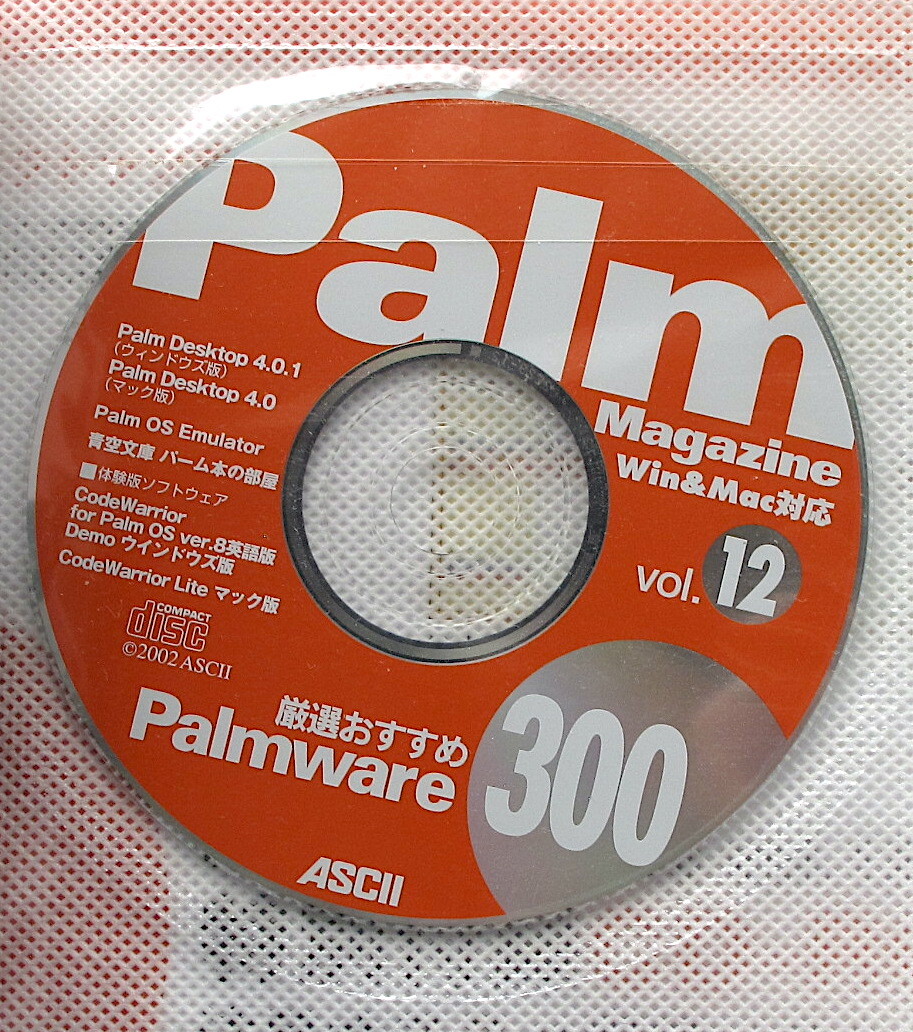 Palm
Magazine
Win&Mac対応
vol. 12
Palm Desktop 4.0.1
（ウィンドウズ版）
Palm Desktop 4.0
（マック版）
Palm OS Emulator
青空文庫 パーム本の部屋
■体験版ソフトウェア
CodeWarrior
for Palm OS ver.8英語版
Demo ウインドウズ版
CodeWarrior Lite マック版
COMPACT
disc
©2002 ASCII
厳選おすすめ
Palmware
300
ASCII